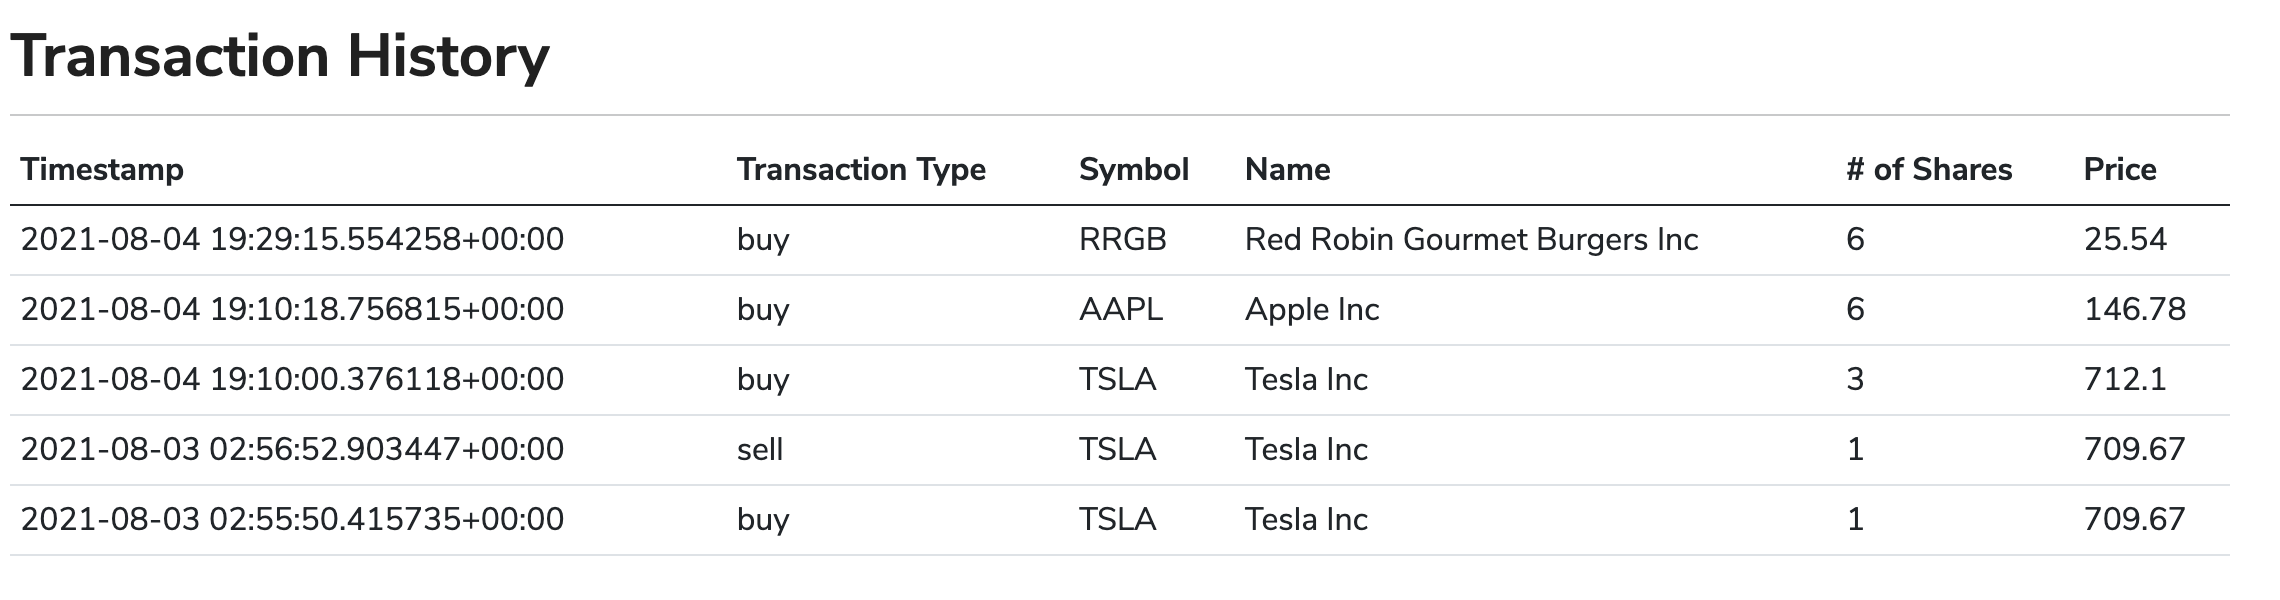 Transaction History
Timestamp Transaction Type Symbol Name # of Shares Price
2021-08-04 19:29:15.554258+00:00 buy RRGB Red Robin Gourmet Burgers Inc 6 25.54
2021-08-04 19:10:18.756815+00:00 buy AAPL Apple Inc 6 146.78
2021-08-04 19:10:00.376118+00:00 buy TSLA Tesla Inc 3 712.1
2021-08-03 02:56:52.903447+00:00 sell TSLA Tesla Inc 1 709.67
2021-08-03 02:55:50.415735+00:00 buy TSLA Tesla Inc 1 709.67